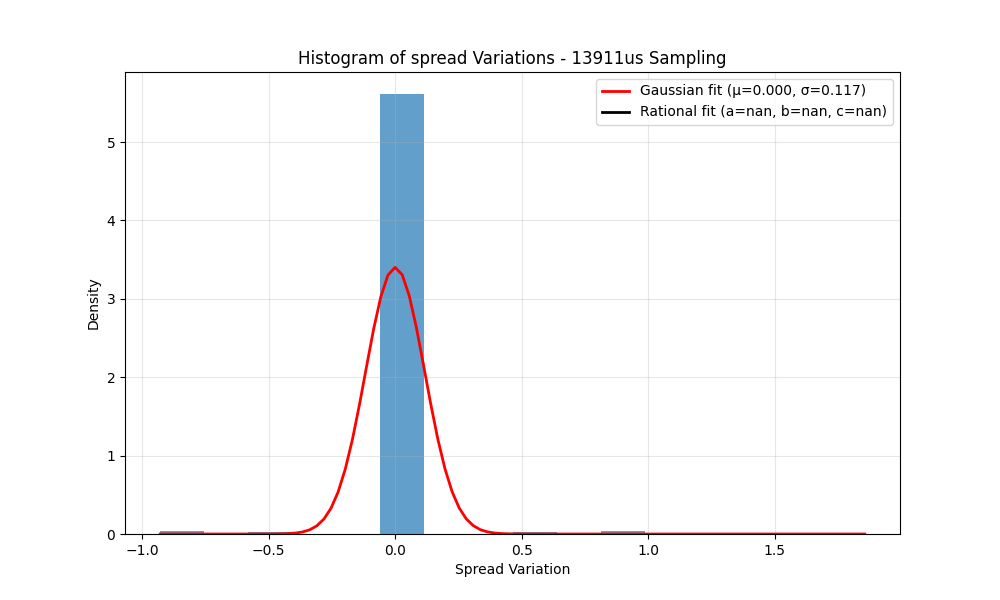 Histogram of spread Variations - 13911us Sampling
Gaussian fit (μ=0.000, σ=0.117)
Rational fit (a=nan, b=nan, c=nan)
Density
5
4
3
2
1
0
−1.0 −0.5 0.0 0.5 1.0 1.5
Spread Variation